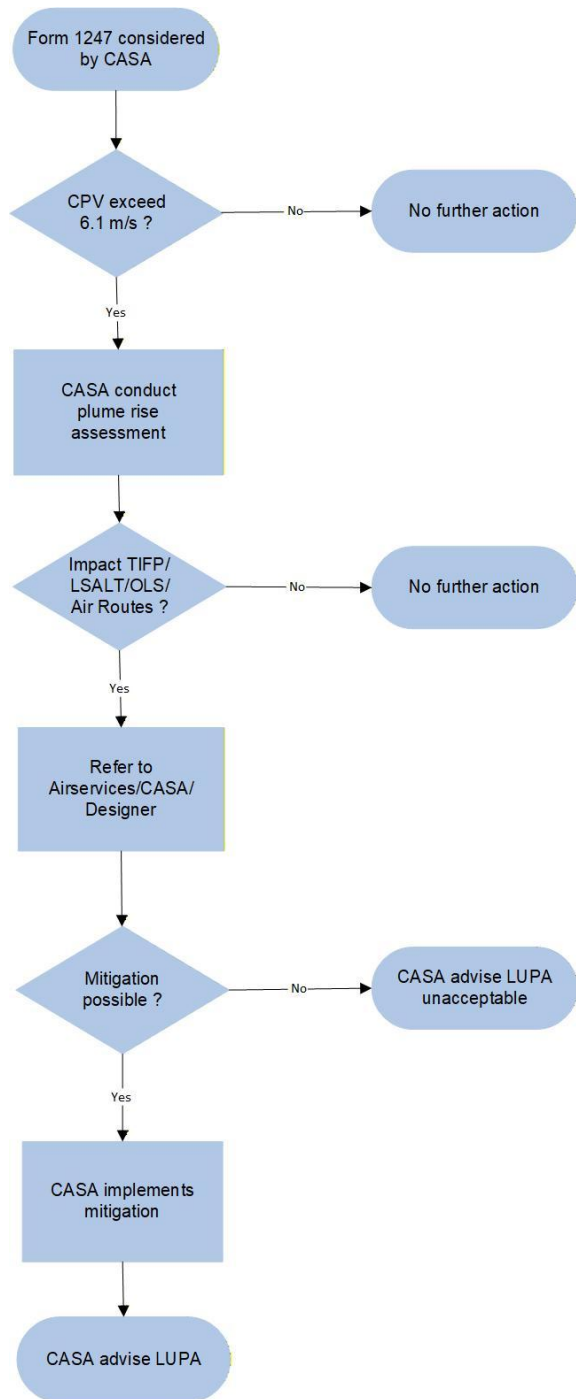 Form 1247 considered
by CASA
CPV exceed
6.1 m/s ?
No
No further action
Yes
CASA conduct
plume rise
assessment
Impact TIFP/
LSALT/OLS/
Air Routes ?
No
No further action
Yes
Refer to
Airservices/CASA/
Designer
Mitigation
possible ?
No
CASA advise LUPA
unacceptable
Yes
CASA implements
mitigation
CASA advise LUPA